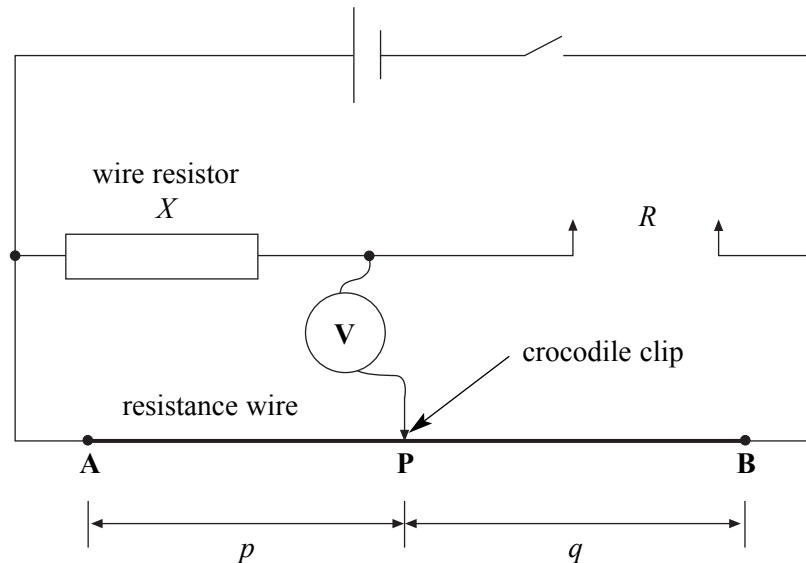 wire resistor
X
R
V
crocodile clip
resistance wire
A
P
B
p
q